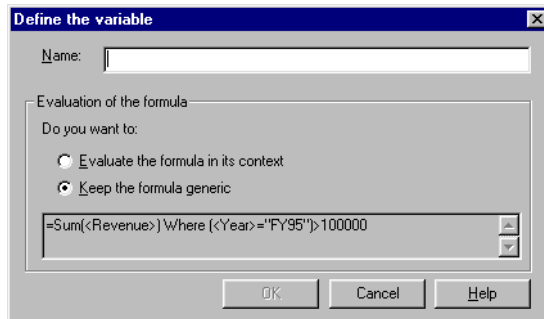 Define the variable
Name:
Evaluation of the formula
Do you want to:
Evaluate the formula in its context
Keep the formula generic
=Sum(<Revenue>) Where (<Year>="FY95")>100000
OK Cancel Help